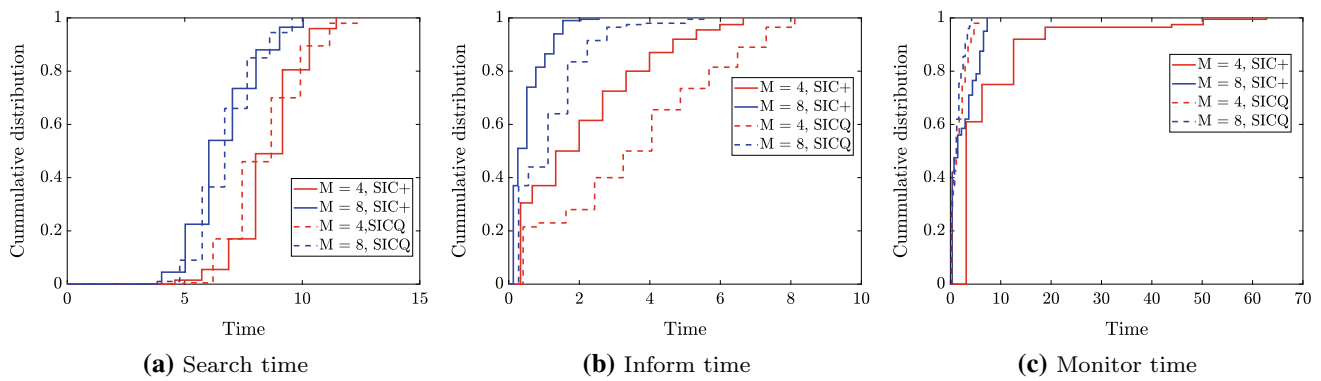 1
0.8
0.6
0.4
0.2
0
Cummulative distribution
M = 4, SIC+
M = 8, SIC+
M = 4,SICQ
M = 8, SICQ
0 5 10 15
Time
(a) Search time
1
0.8
0.6
0.4
0.2
0
Cummulative distribution
M = 4, SIC+
M = 8, SIC+
M = 4, SICQ
M = 8, SICQ
0 2 4 6 8 10
Time
(b) Inform time
1
0.8
0.6
0.4
0.2
0
Cummulative distribution
M = 4, SIC+
M = 8, SIC+
M = 4, SICQ
M = 8, SICQ
0 10 20 30 40 50 60 70
Time
(c) Monitor time